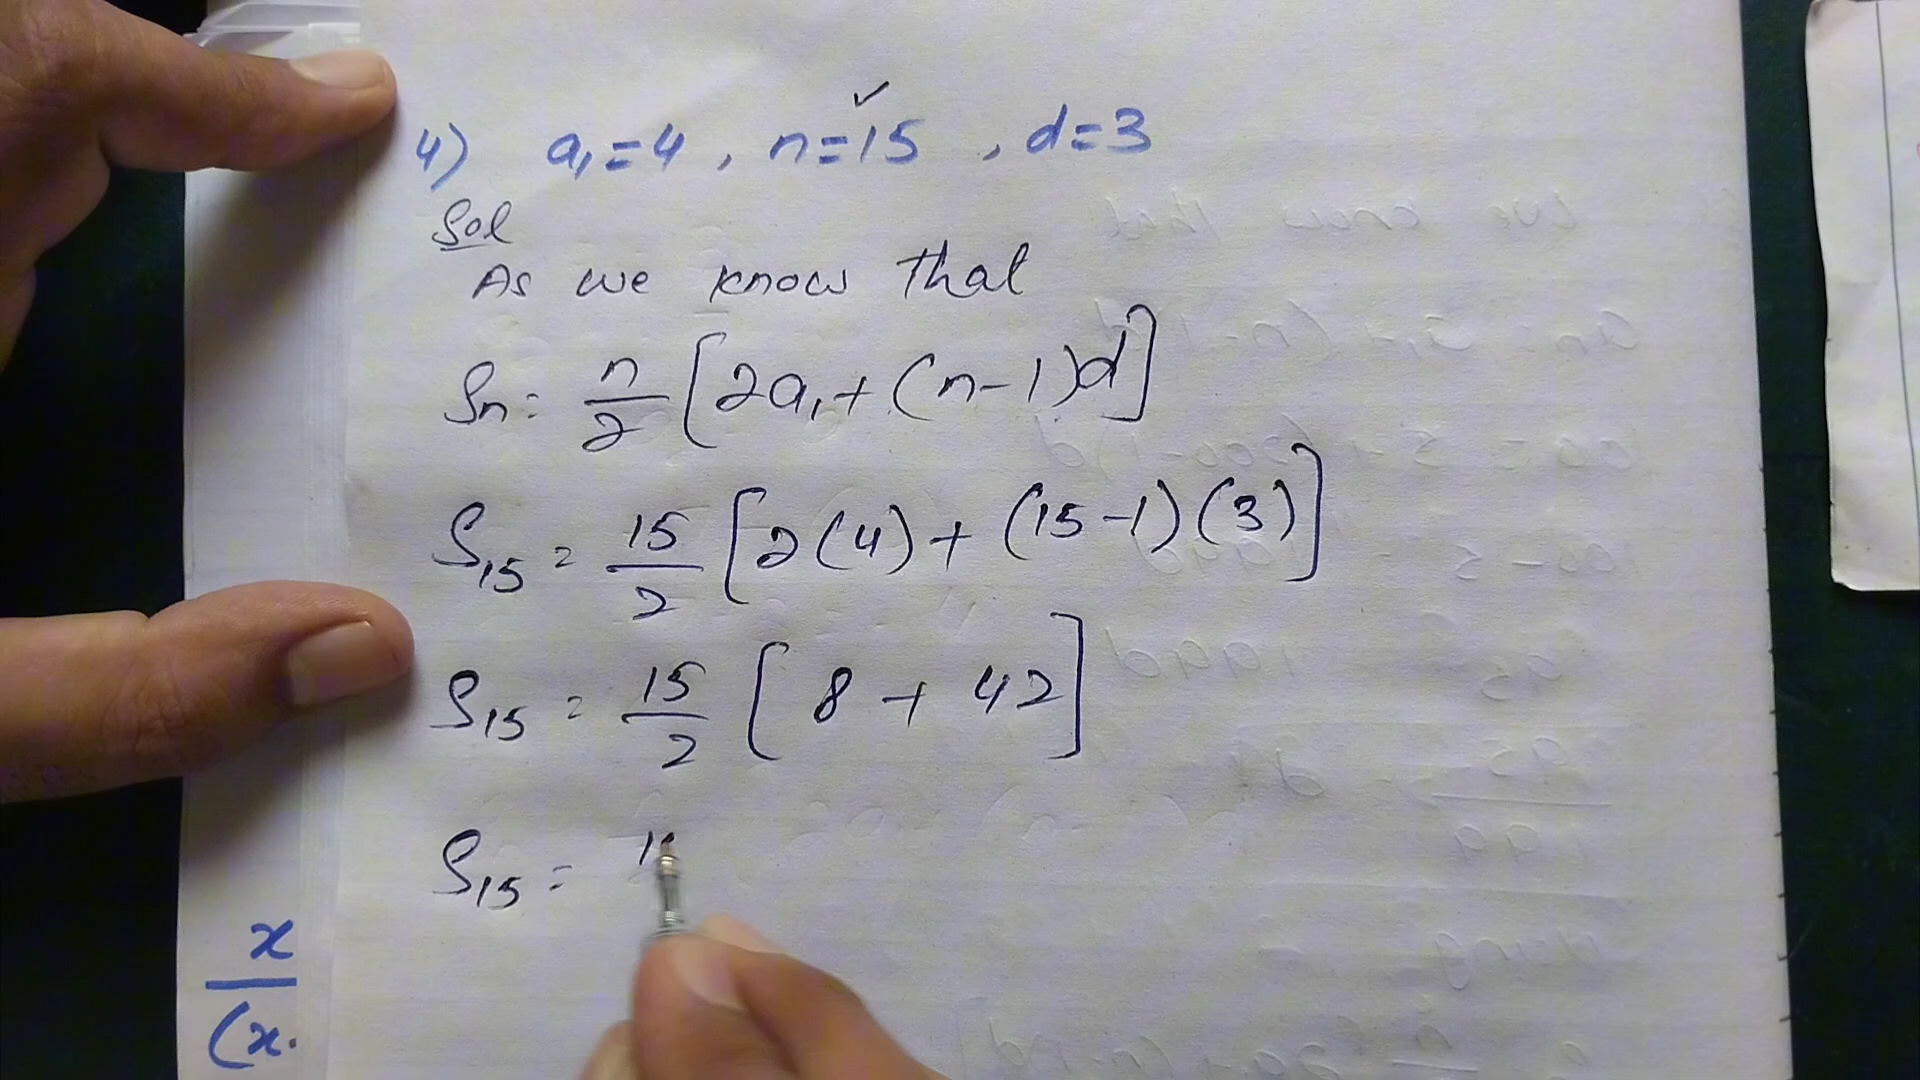 4) a₁=4, n=15, d=3
Sol
As we know that
Sn = n/2 [2a₁+(n-1)d]
S₁₅ = 15/2 [2(4)+(15-1)(3)]
S₁₅ = 15/2 [8+42]
S₁₅ = 1
x
(x.